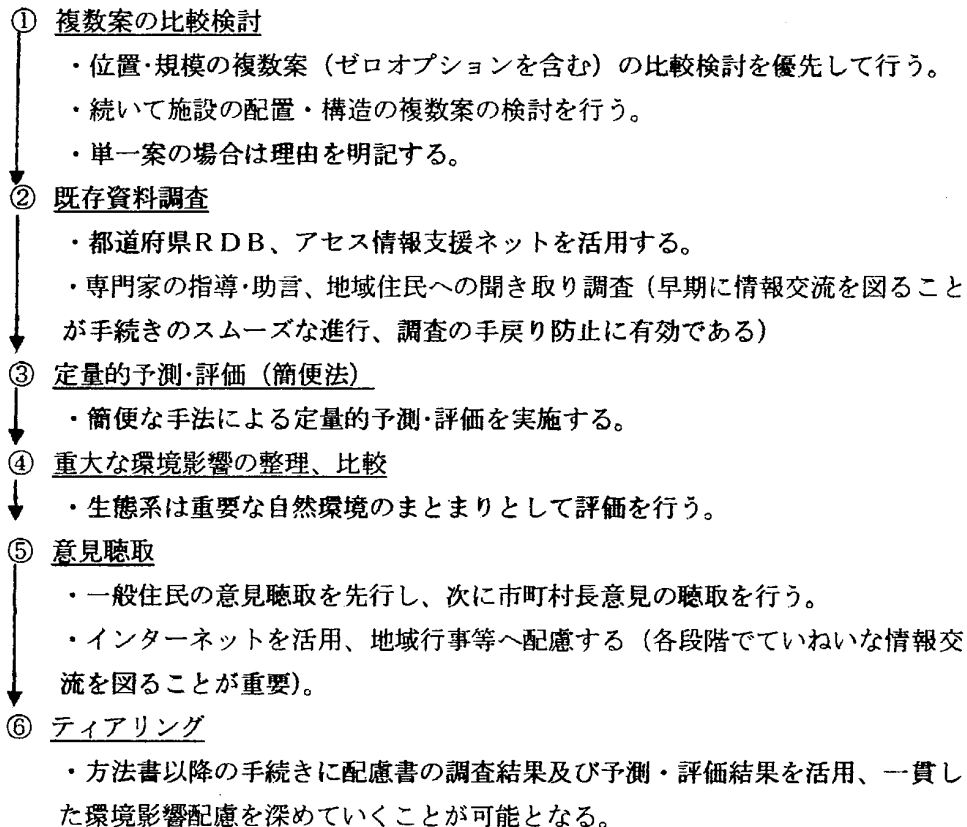 ① 複数案の比較検討
・位置·規模の複数案（ゼロオプションを含む）の比較検討を優先して行う。
・続いて施設の配置・構造の複数案の検討を行う。
・単一案の場合は理由を明記する。
② 既存資料調査
・都道府県ＲＤＢ、アセス情報支援ネットを活用する。
・専門家の指導·助言、地域住民への聞き取り調査（早期に情報交流を図ること
が手続きのスムーズな進行、調査の手戻り防止に有効である）
③ 定量的予測·評価（簡便法）
・簡便な手法による定量的予測·評価を実施する。
④ 重大な環境影響の整理、比較
・生態系は重要な自然環境のまとまりとして評価を行う。
⑤ 意見聴取
・一般住民の意見聴取を先行し、次に市町村長意見の聴取を行う。
・インターネットを活用、地域行事等へ配慮する（各段階でていねいな情報交
流を図ることが重要）。
⑥ ティアリング
・方法書以降の手続きに配慮書の調査結果及び予測・評価結果を活用、一貫し
た環境影響配慮を深めていくことが可能となる。